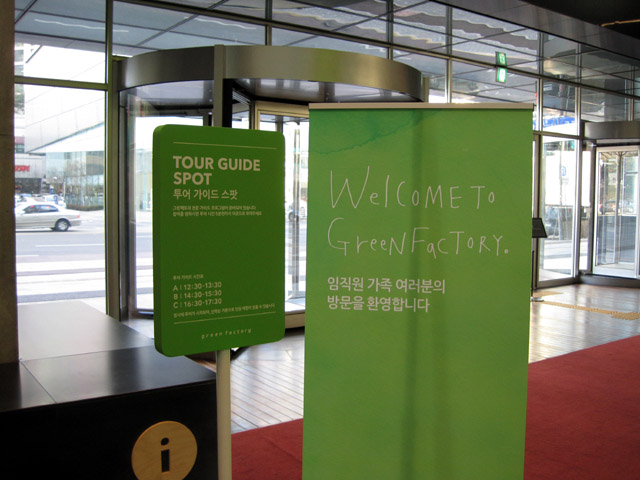 TOUR GUIDE
SPOT
투어 가이드 스팟
A | 12:30-13:30
B | 14:30-15:30
C | 16:30-17:30
green factory
WelCOME TO
GreeNFacTORY.
임직원 가족 여러분의
방문을 환영합니다
i